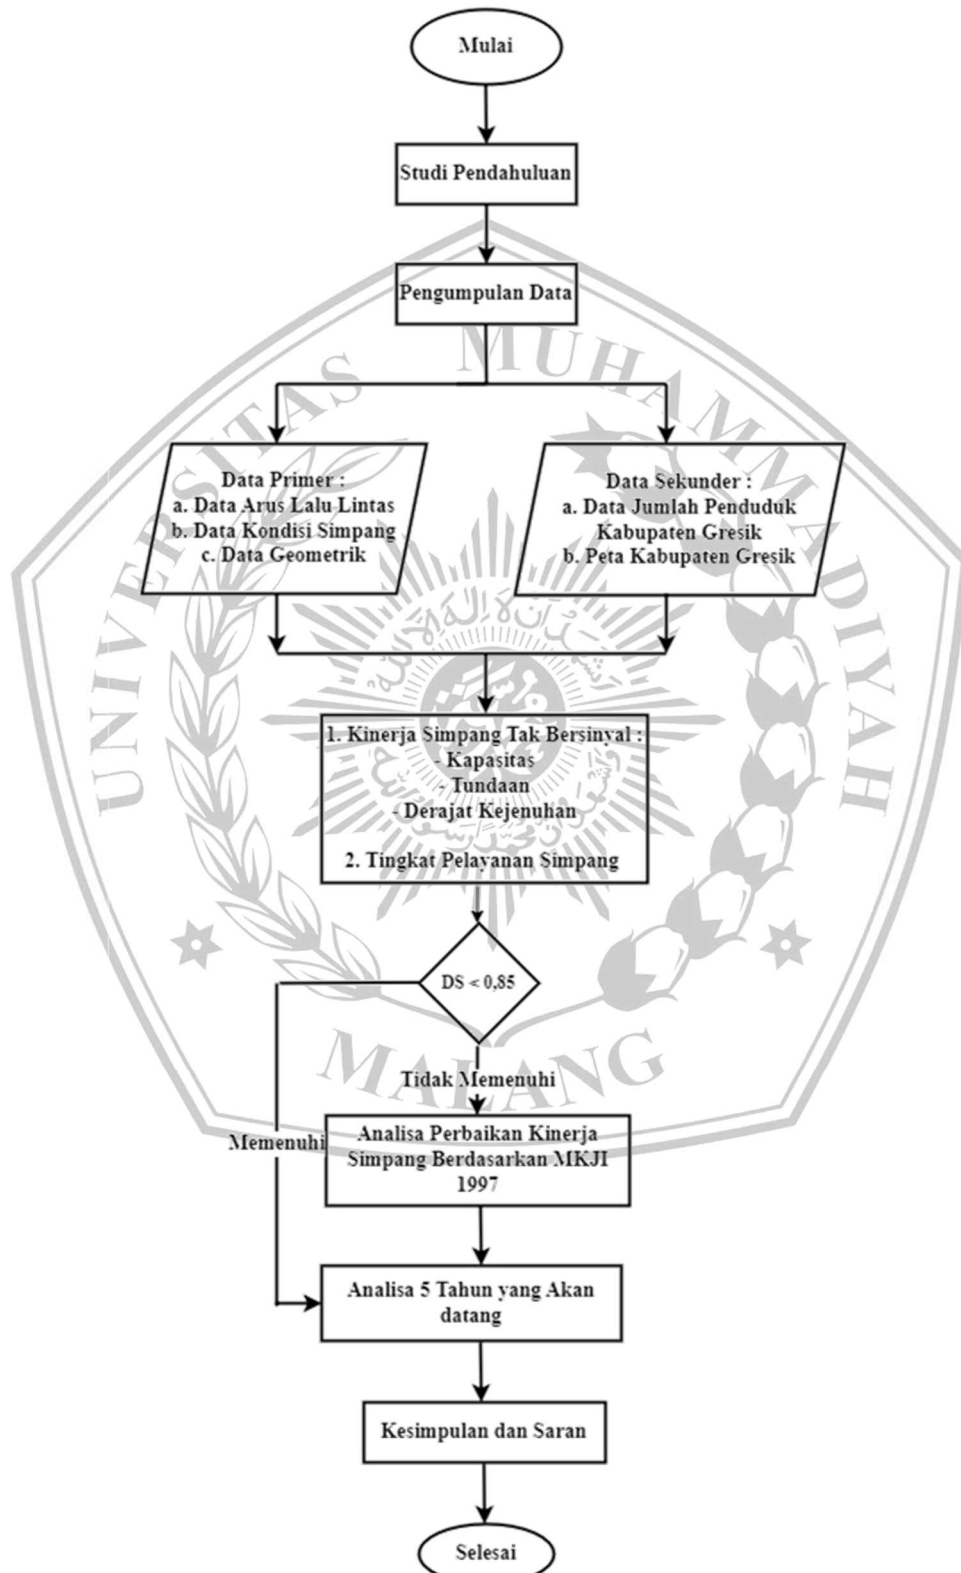 Mulai
Studi Pendahuluan
Pengumpulan Data
Data Primer :
a. Data Arus Lalu Lintas
b. Data Kondisi Simpang
c. Data Geometrik
Data Sekunder :
a. Data Jumlah Penduduk
Kabupaten Gresik
b. Peta Kabupaten Gresik
1. Kinerja Simpang Tak Bersinyal :
- Kapasitas
- Tundaan
- Derajat Kejenuhan
2. Tingkat Pelayanan Simpang
DS < 0,85
Tidak Memenuhi
Memenuhi
Analisa Perbaikan Kinerja
Simpang Berdasarkan MKJI
1997
Analisa 5 Tahun yang Akan
datang
Kesimpulan dan Saran
Selesai
UNIVERSITAS MUHAMMADIYAH
MALANG